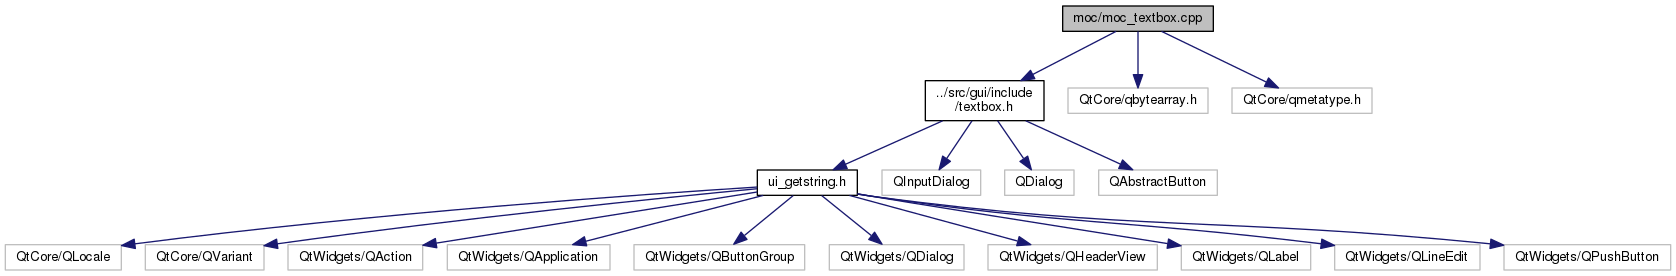 moc/moc_textbox.cpp
../src/gui/include
/textbox.h
QtCore/qbytearray.h
QtCore/qmetatype.h
ui_getstring.h
QInputDialog
QDialog
QAbstractButton
QtCore/QLocale
QtCore/QVariant
QtWidgets/QAction
QtWidgets/QApplication
QtWidgets/QButtonGroup
QtWidgets/QDialog
QtWidgets/QHeaderView
QtWidgets/QLabel
QtWidgets/QLineEdit
QtWidgets/QPushButton